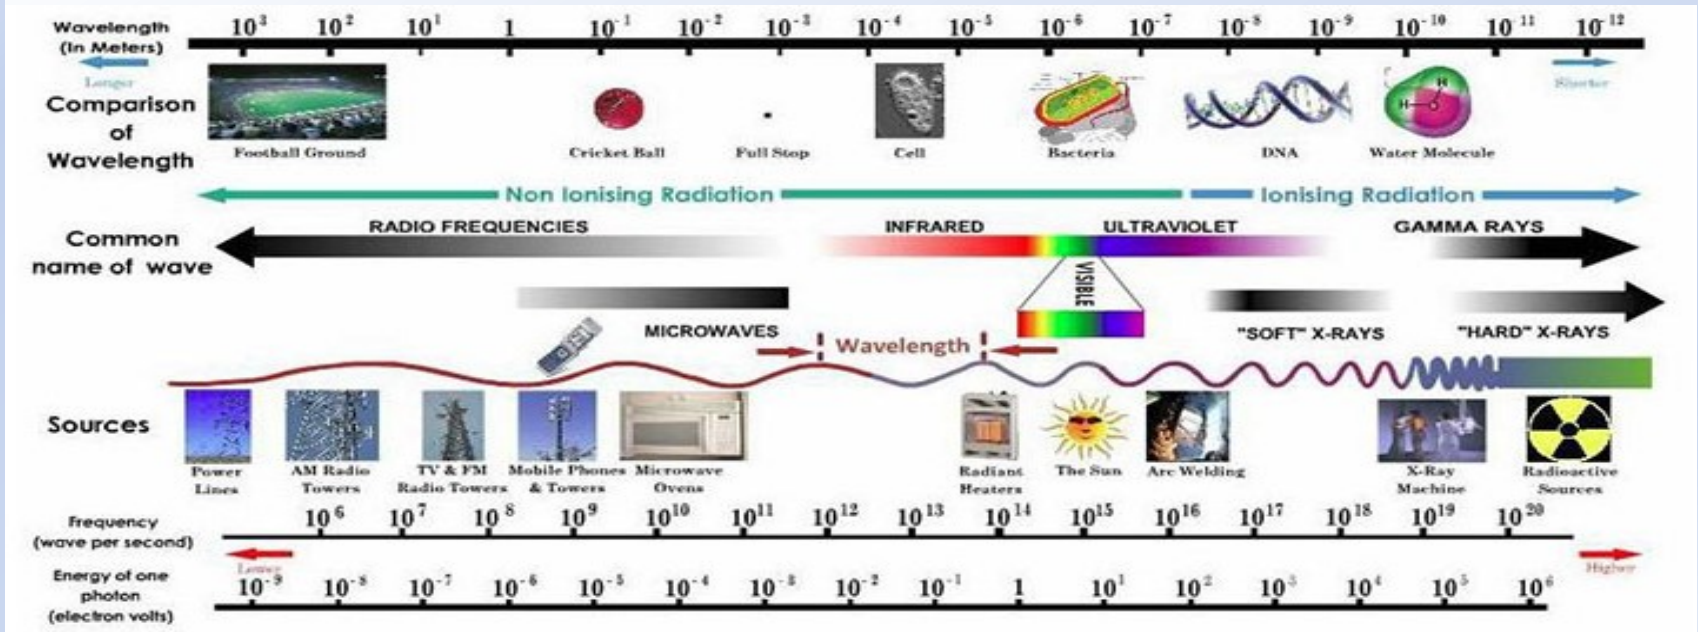 Wavelength
(In Meters)
10³ 10² 10¹ 1 10⁻¹ 10⁻² 10⁻³ 10⁻⁴ 10⁻⁵ 10⁻⁶ 10⁻⁷ 10⁻⁸ 10⁻⁹ 10⁻¹⁰ 10⁻¹¹ 10⁻¹²
Longer
Shorter
Comparison
of
Wavelength
H
H O
Football Ground Cricket Ball Full Stop Cell Bacteria DNA Water Molecule
Non Ionising Radiation Ionising Radiation
Common
name of wave
RADIO FREQUENCIES INFRARED ULTRAVIOLET GAMMA RAYS
VISIBLE
MICROWAVES "SOFT" X-RAYS "HARD" X-RAYS
Wavelength
Sources
Power
Lines
AM Radio
Towers
TV & FM
Radio Towers
Mobile Phones
& Towers
Microwave
Ovens
Radiant
Heaters
The Sun
Arc Welding
X-Ray
Machine
Radioactive
Sources
Frequency
(wave per second)
10⁶ 10⁷ 10⁸ 10⁹ 10¹⁰ 10¹¹ 10¹² 10¹³ 10¹⁴ 10¹⁵ 10¹⁶ 10¹⁷ 10¹⁸ 10¹⁹ 10²⁰
Lower
Higher
Energy of one
photon
(electron volts)
10⁻⁹ 10⁻⁸ 10⁻⁷ 10⁻⁶ 10⁻⁵ 10⁻⁴ 10⁻³ 10⁻² 10⁻¹ 1 10¹ 10² 10³ 10⁴ 10⁵ 10⁶